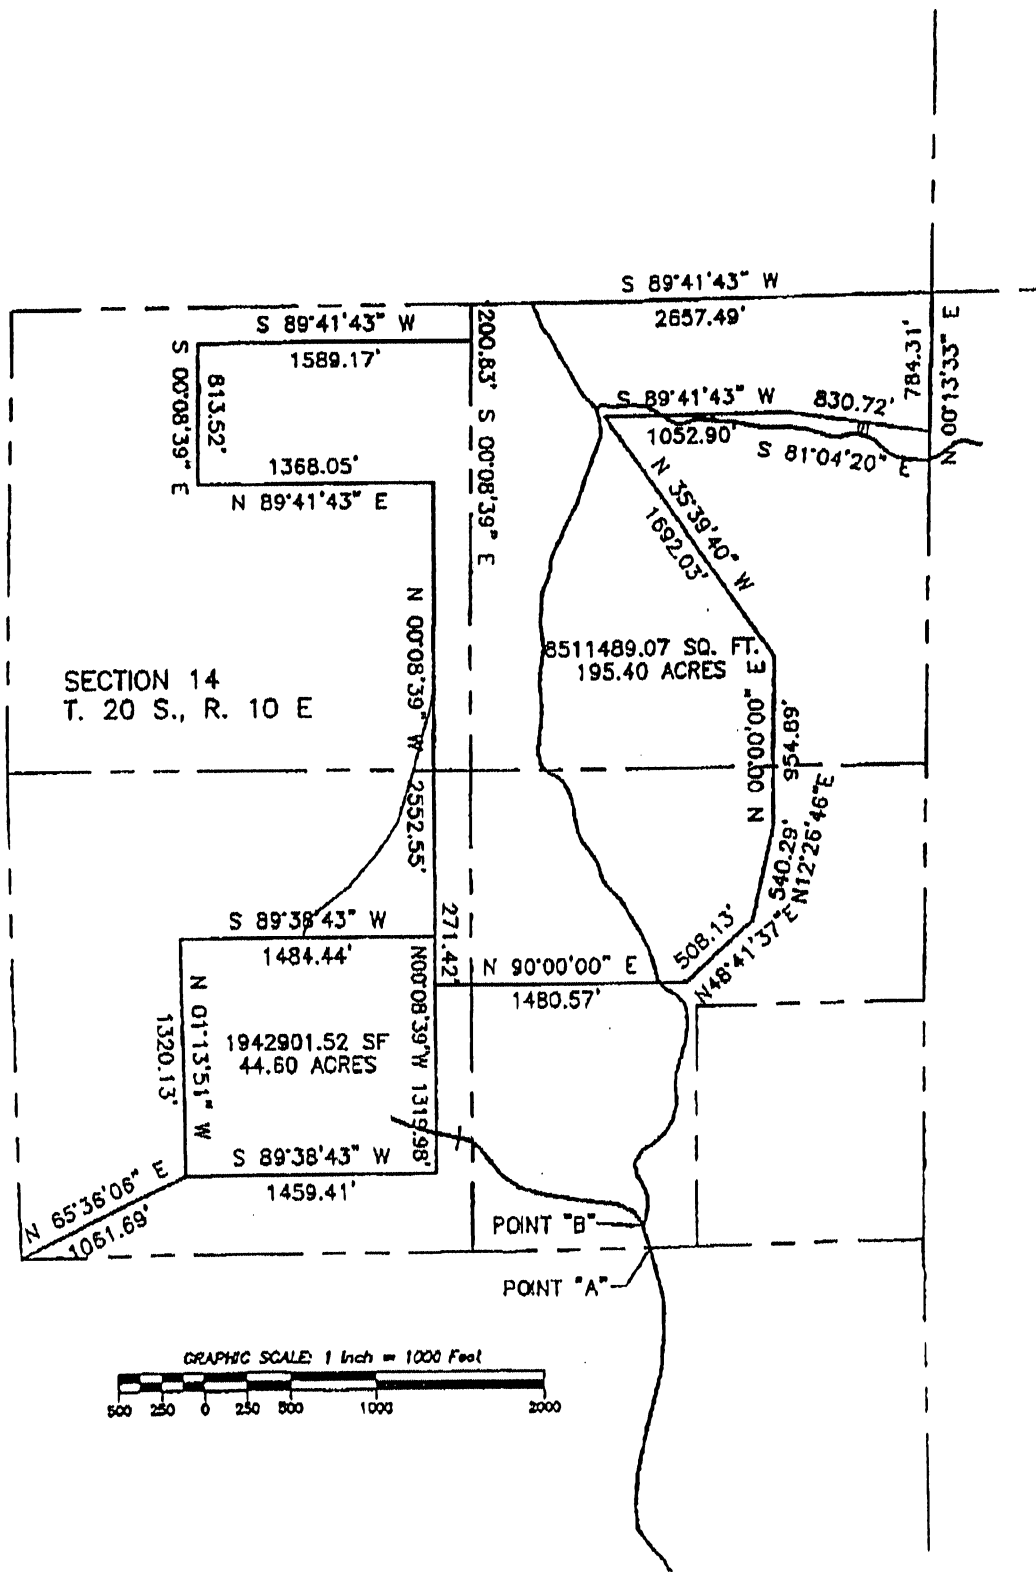 S 89°41'43" W
2657.49'
784.31'
N 00°13'33" E
S 89°41'43" W
1589.17'
200.83'
S 00°08'39" E
S 00°08'39" E
813.52'
1368.05'
N 89°41'43" E
S 89°41'43" W
830.72'
1052.90'
S 81°04'20" E
N 35°39'40" W
1692.03'
8511489.07 SQ. FT.
195.40 ACRES
SECTION 14
T. 20 S., R. 10 E
N 00°08'39" W
2552.55'
N 00°00'00" E
954.89'
540.29'
N12°26'46"E
508.13'
N48°41'37"E
S 89°38'43" W
1484.44'
271.42'
N 90°00'00" E
1480.57'
N 01°13'51" W
1320.13'
1942901.52 SF
44.60 ACRES
N00°08'39"W 1319.98'
S 89°38'43" W
1459.41'
N 65°36'06" E
1061.69'
POINT "B"
POINT "A"
GRAPHIC SCALE: 1 Inch = 1000 Feet
500 250 0 250 500 1000 2000